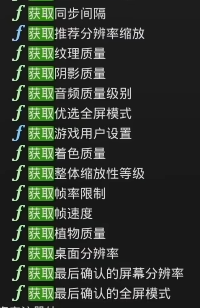 获取同步间隔
获取推荐分辨率缩放
获取纹理质量
获取阴影质量
获取音频质量级别
获取优选全屏模式
获取游戏用户设置
获取着色质量
获取整体缩放性等级
获取帧率限制
获取帧速度
获取植物质量
获取桌面分辨率
获取最后确认的屏幕分辨率
获取最后确认的全屏模式